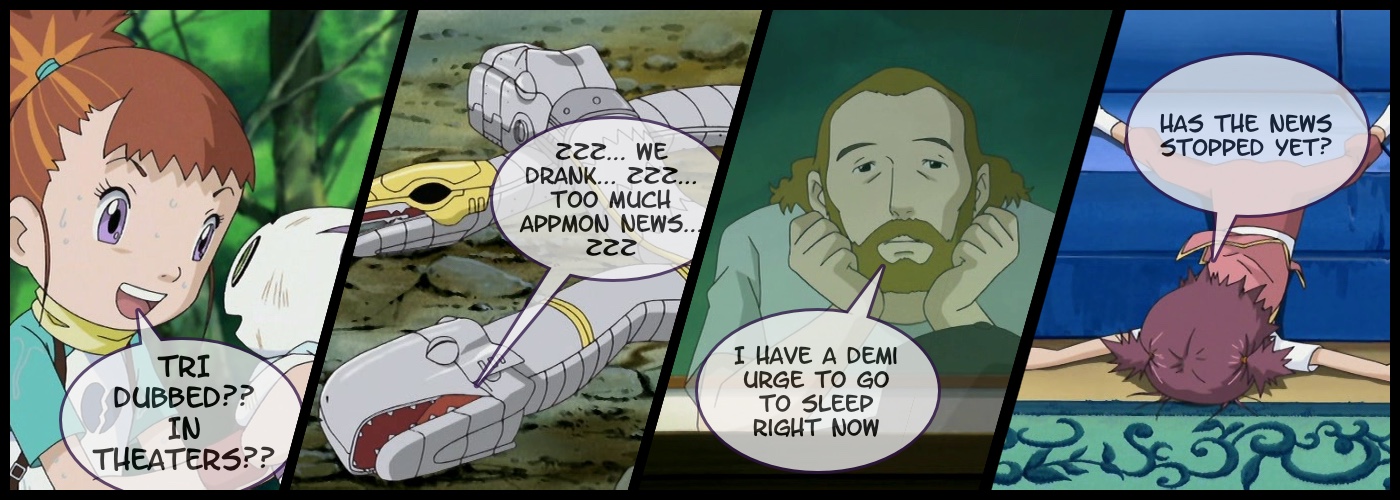 TRI
DUBBED??
IN
THEATERS??
ZZZ... WE
DRANK... ZZZ...
TOO MUCH
APPMON NEWS...
ZZZ
I HAVE A DEMI
URGE TO GO
TO SLEEP
RIGHT NOW
HAS THE NEWS
STOPPED YET?